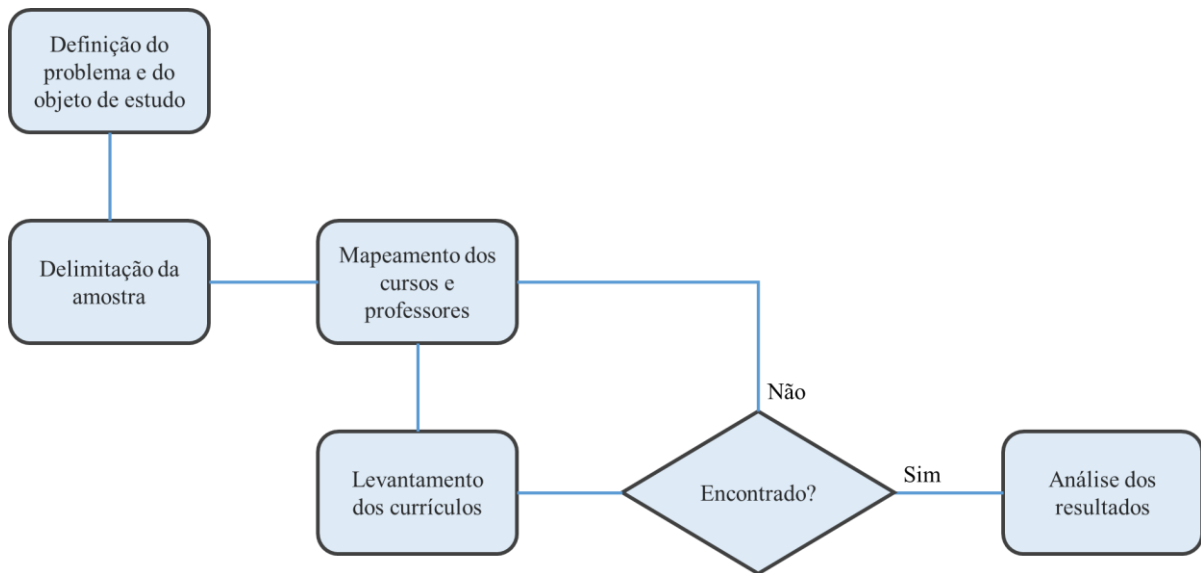 Definição do
problema e do
objeto de estudo
Delimitação da
amostra
Mapeamento dos
cursos e
professores
Não
Levantamento
dos currículos
Encontrado?
Sim
Análise dos
resultados